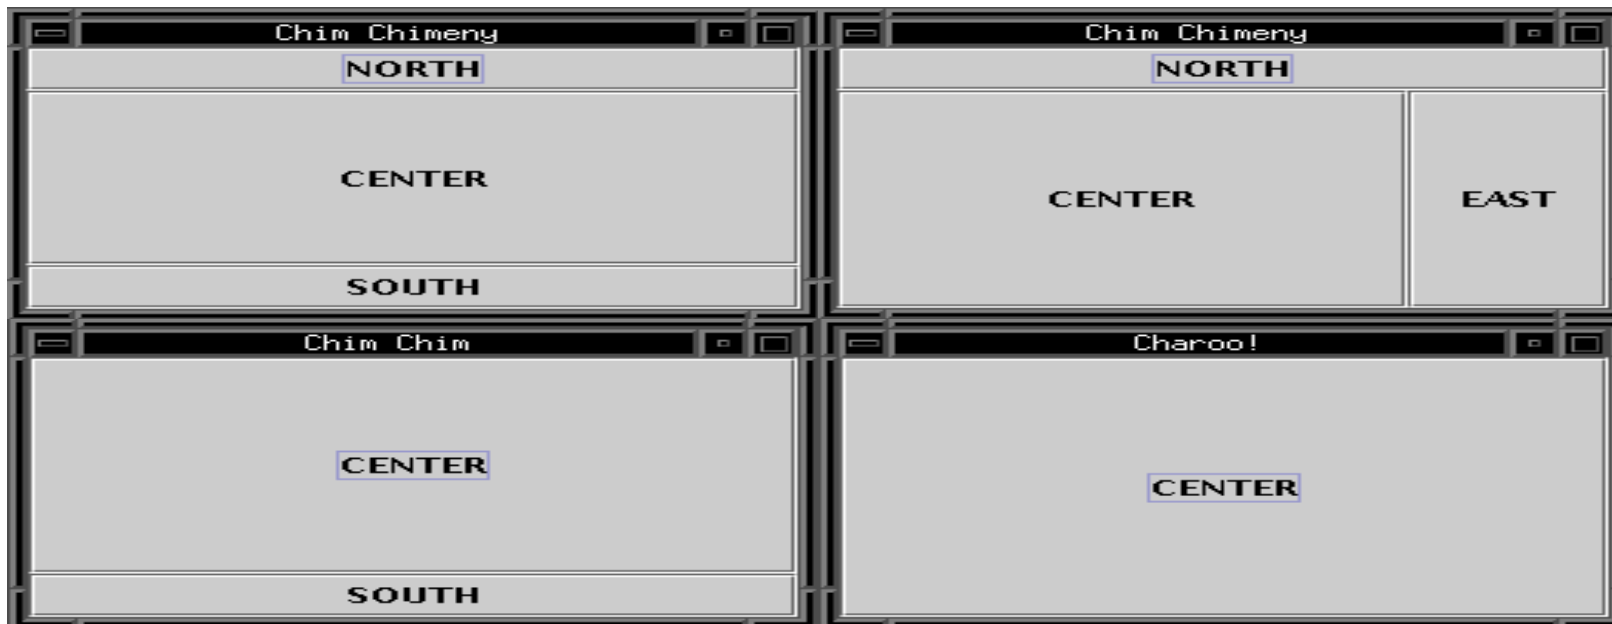 Chim Chimeny
NORTH
CENTER
SOUTH
Chim Chimeny
NORTH
CENTER
EAST
Chim Chim
CENTER
SOUTH
Charoo!
CENTER